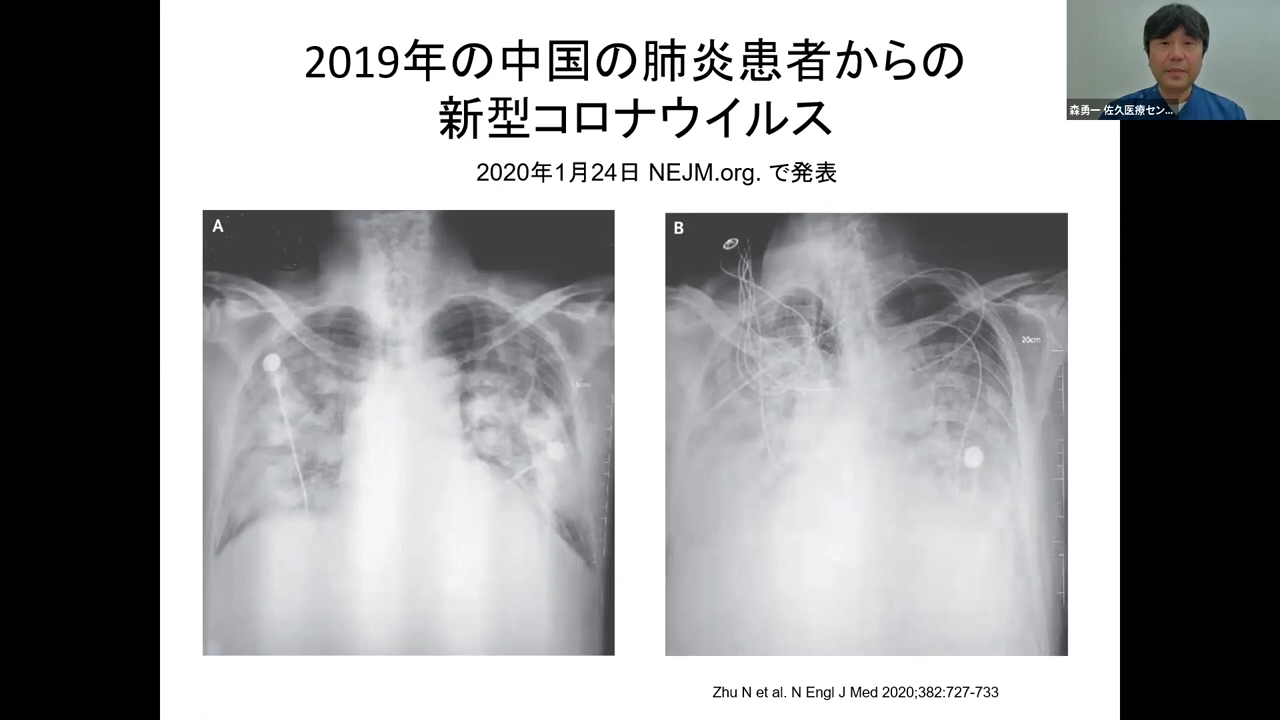 2019年の中国の肺炎患者からの
新型コロナウイルス
2020年1月24日 NEJM.org. で発表
森勇一 佐久医療セン...
A
B
20cm
15cm
Zhu N et al. N Engl J Med 2020;382:727-733